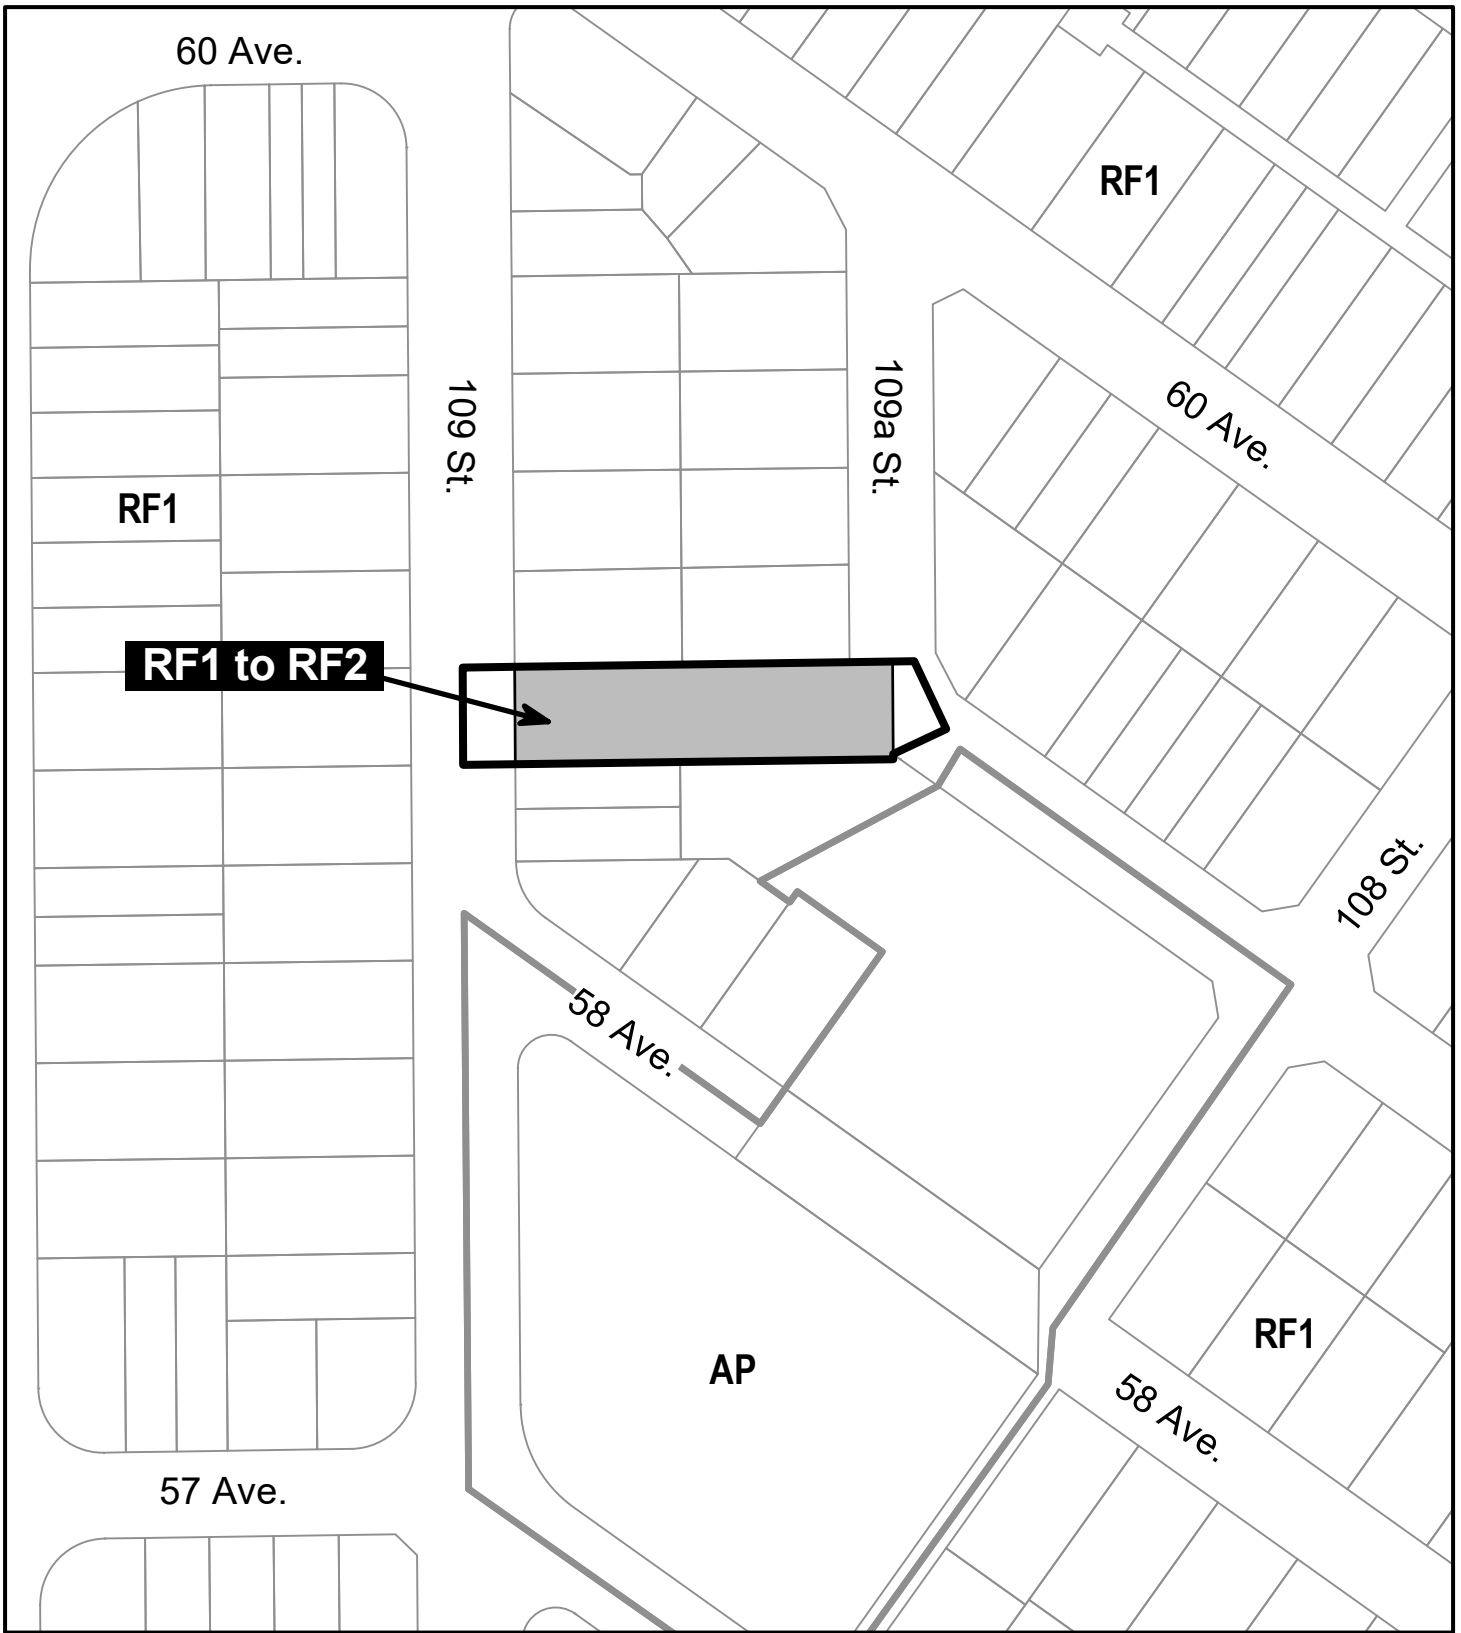 60 Ave.
RF1
109 St.
109a St.
60 Ave.
RF1
RF1 to RF2
108 St.
58 Ave.
RF1
AP
58 Ave.
57 Ave.